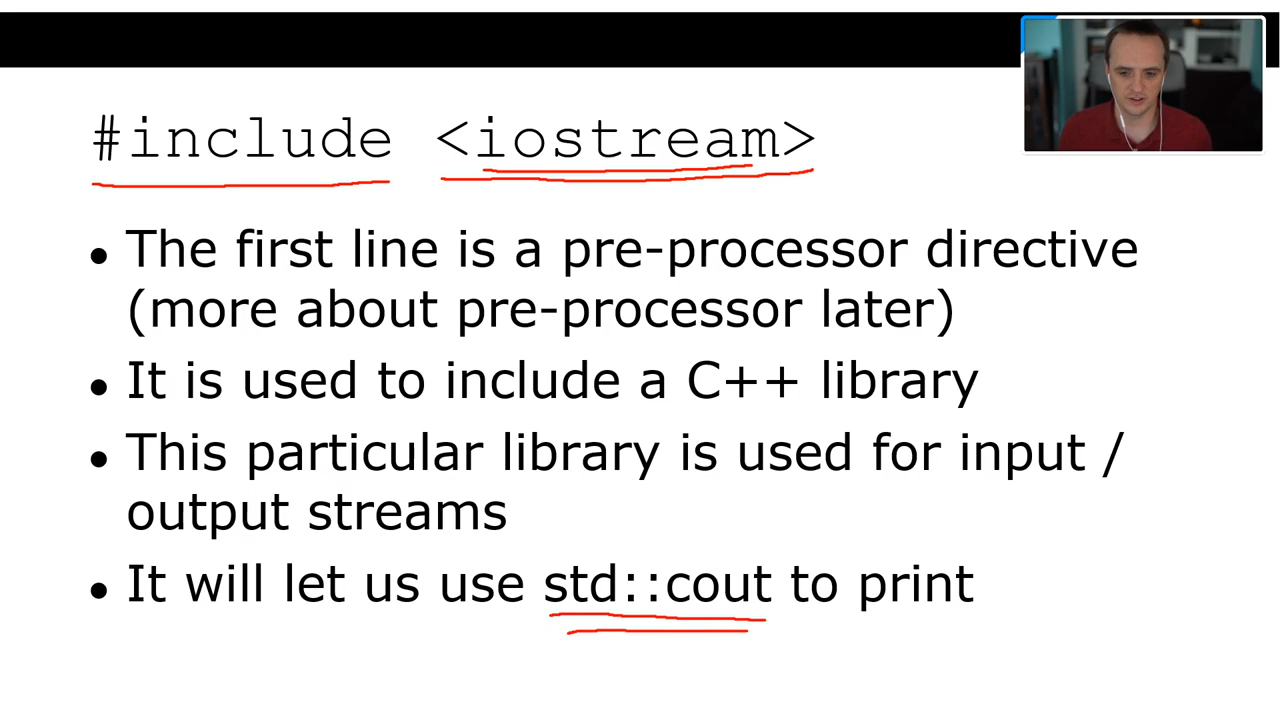 #include <iostream>
• The first line is a pre-processor directive
(more about pre-processor later)
• It is used to include a C++ library
• This particular library is used for input /
output streams
• It will let us use std::cout to print